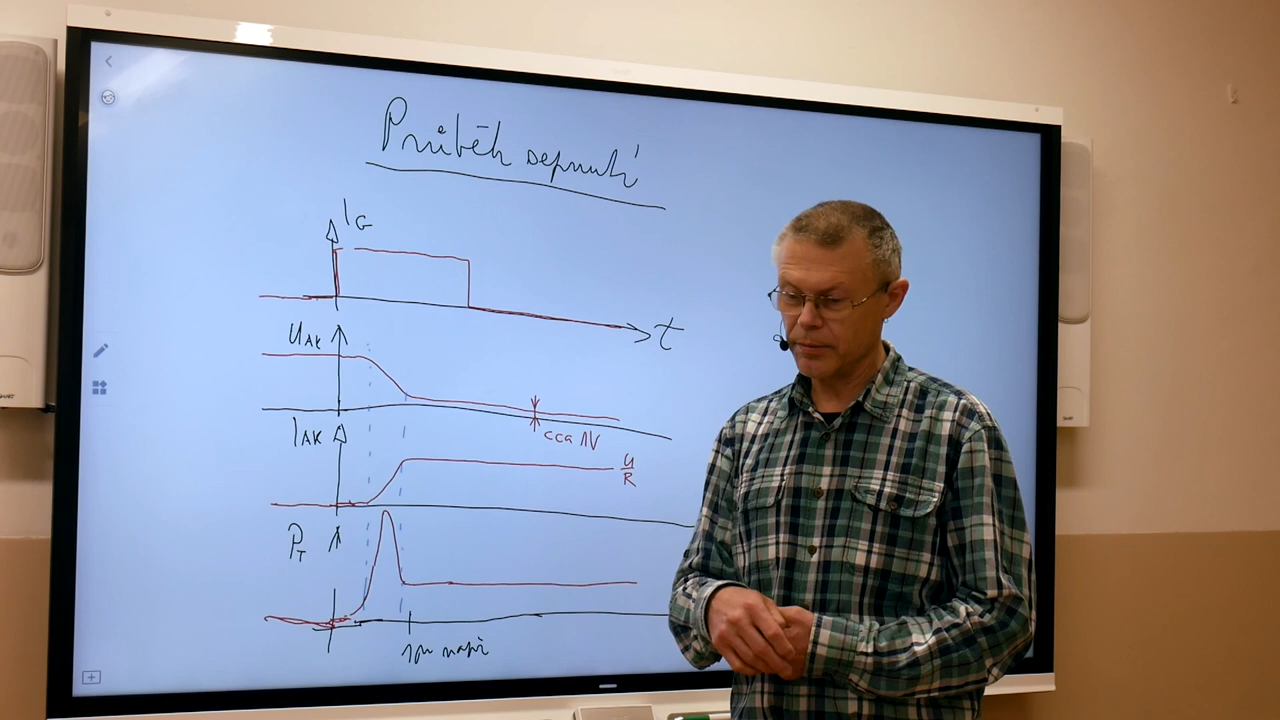 Průběh sepnutí
I_G
t
U_AK
cca 1V
I_AK
U/R
P_T